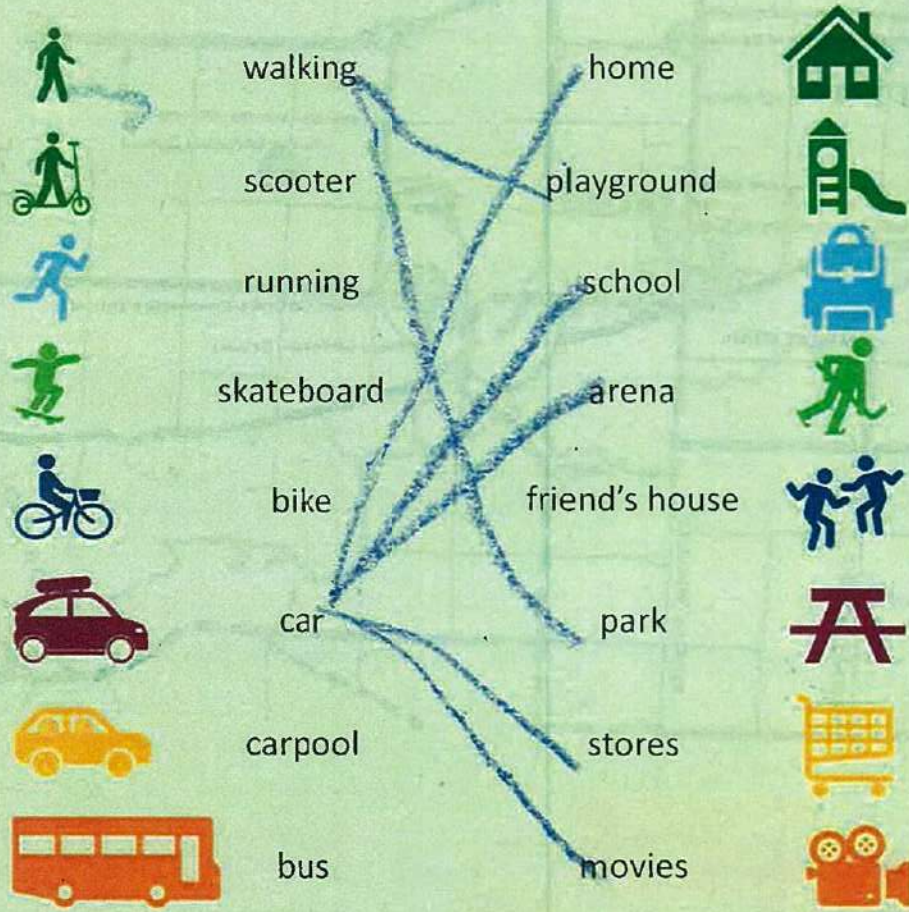 walking home
scooter playground
running school
skateboard arena
bike friend's house
car park
carpool stores
bus movies